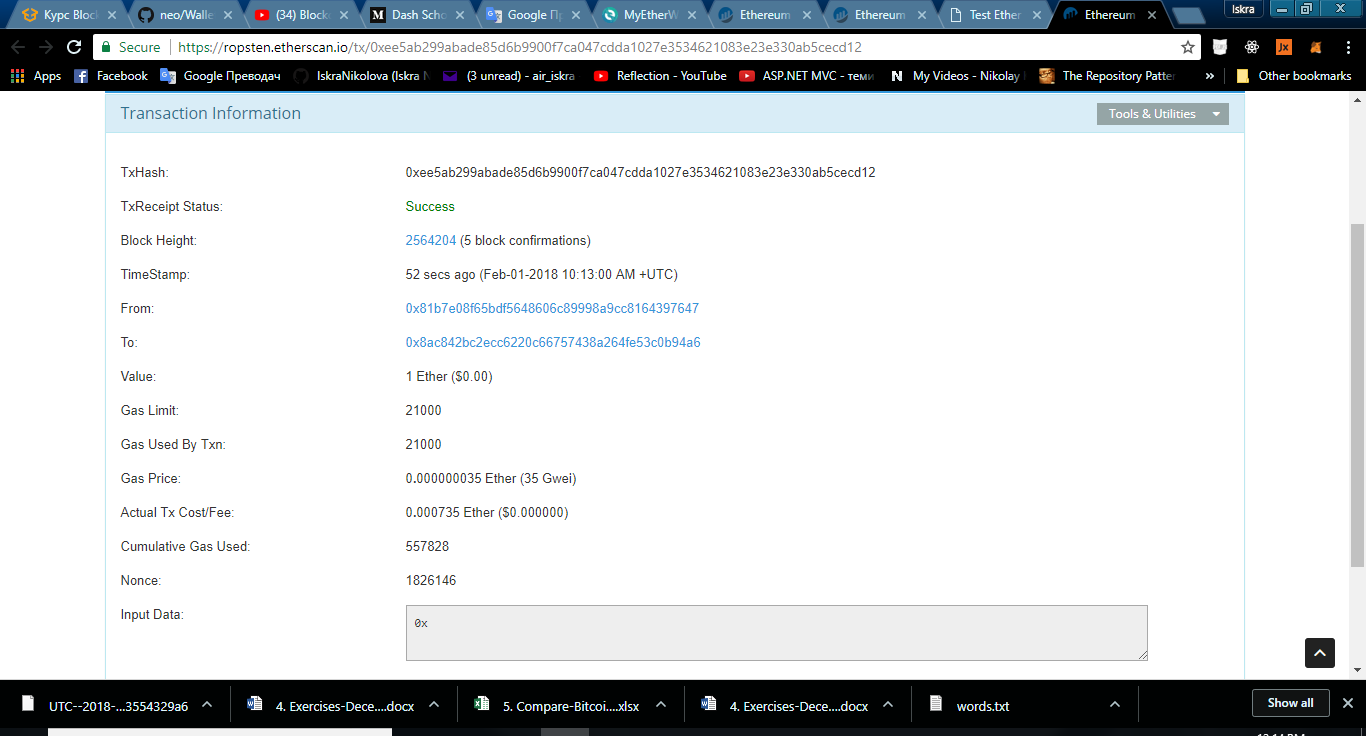 Курс Bloc neo/Walle (34) Block Dash Scho Google Пр MyEtherW Ethereum Ethereum Test Ether Ethereum Iskra
Secure https://ropsten.etherscan.io/tx/0xee5ab299abade85d6b9900f7ca047cdda1027e3534621083e23e330ab5cecd12
Apps Facebook Google Преводач IskraNikolova (Iskra N (3 unread) - air_iskra Reflection - YouTube ASP.NET MVC - теми My Videos - Nikolay The Repository Patte » Other bookmarks
Transaction Information Tools & Utilities
TxHash: 0xee5ab299abade85d6b9900f7ca047cdda1027e3534621083e23e330ab5cecd12
TxReceipt Status: Success
Block Height: 2564204 (5 block confirmations)
TimeStamp: 52 secs ago (Feb-01-2018 10:13:00 AM +UTC)
From: 0x81b7e08f65bdf5648606c89998a9cc8164397647
To: 0x8ac842bc2ecc6220c66757438a264fe53c0b94a6
Value: 1 Ether ($0.00)
Gas Limit: 21000
Gas Used By Txn: 21000
Gas Price: 0.000000035 Ether (35 Gwei)
Actual Tx Cost/Fee: 0.000735 Ether ($0.000000)
Cumulative Gas Used: 557828
Nonce: 1826146
Input Data: 0x
UTC--2018-...3554329a6 4. Exercises-Dece....docx 5. Compare-Bitcoi....xlsx 4. Exercises-Dece....docx words.txt Show all